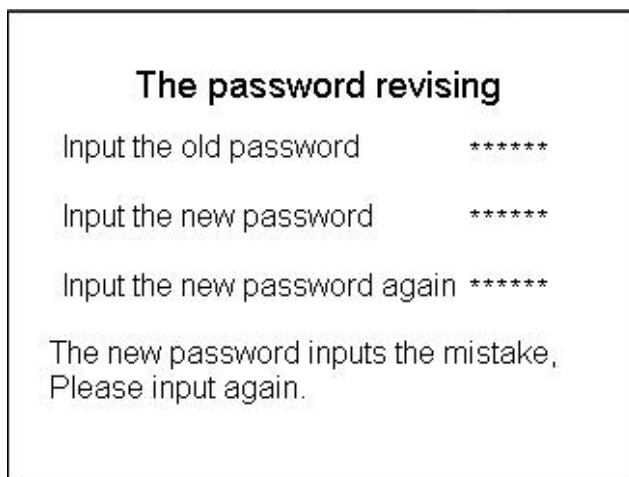 The password revising
Input the old password ******
Input the new password ******
Input the new password again ******
The new password inputs the mistake,
Please input again.